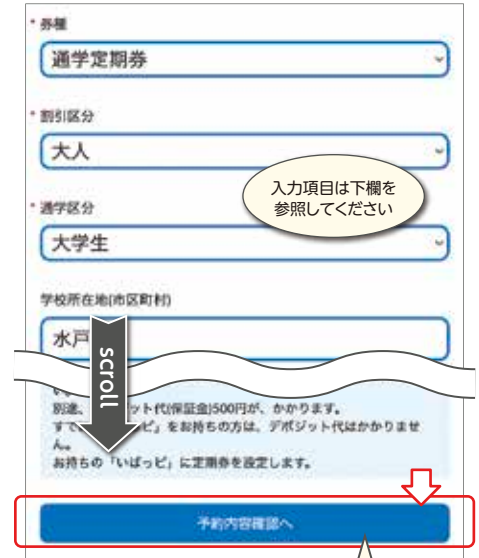 * 券種
通学定期券
* 割引区分
大人
入力項目は下欄を
参照してください
* 通学区分
大学生
学校所在地(市区町村)
水戸
scroll
別途、 ット代(保証金)500円が、かかります。
すで ピ」をお持ちの方は、デポジット代はかかりませ
ん。
お持ちの「いばっピ」に定期券を設定します。
予約内容確認へ